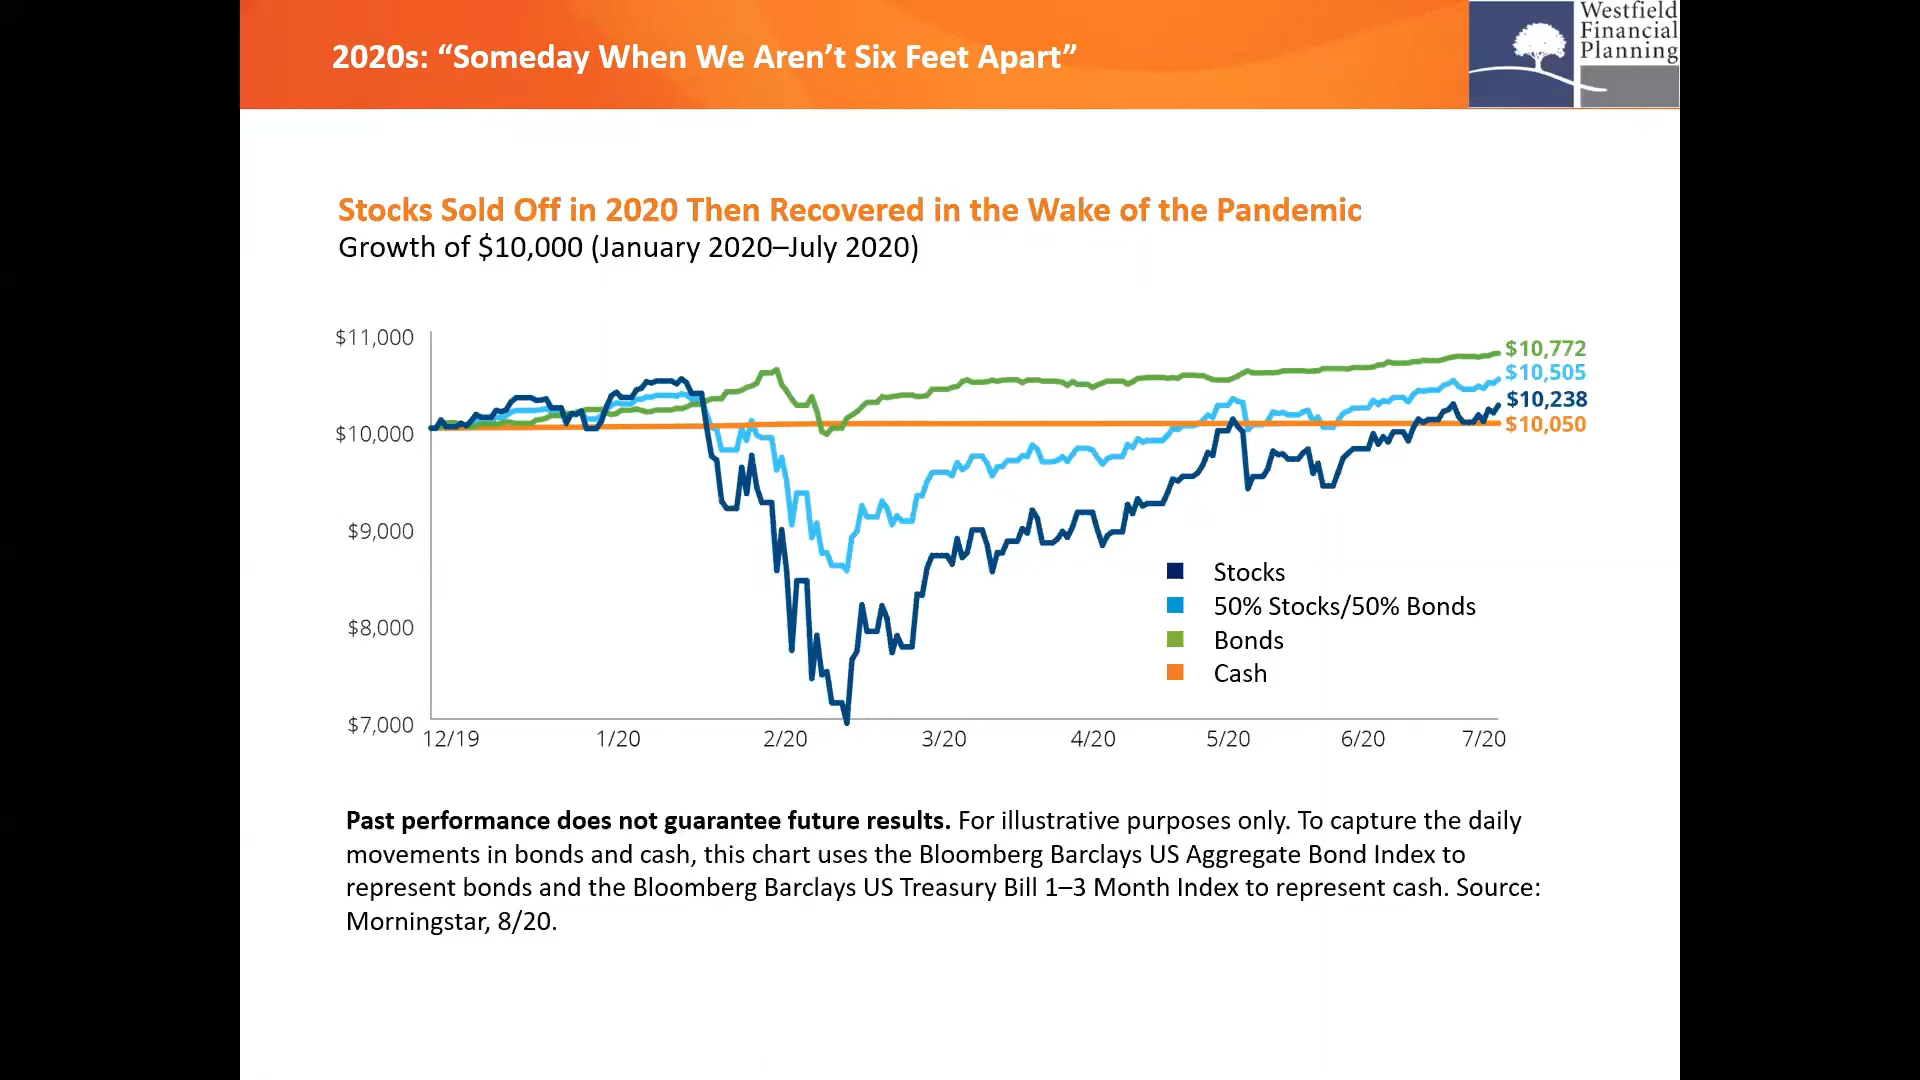 2020s: “Someday When We Aren’t Six Feet Apart”
Westfield
Financial
Planning
Stocks Sold Off in 2020 Then Recovered in the Wake of the Pandemic
Growth of $10,000 (January 2020–July 2020)
$11,000
$10,000
$9,000
$8,000
$7,000
$10,772
$10,505
$10,238
$10,050
Stocks
50% Stocks/50% Bonds
Bonds
Cash
12/19 1/20 2/20 3/20 4/20 5/20 6/20 7/20
Past performance does not guarantee future results. For illustrative purposes only. To capture the daily
movements in bonds and cash, this chart uses the Bloomberg Barclays US Aggregate Bond Index to
represent bonds and the Bloomberg Barclays US Treasury Bill 1–3 Month Index to represent cash. Source:
Morningstar, 8/20.